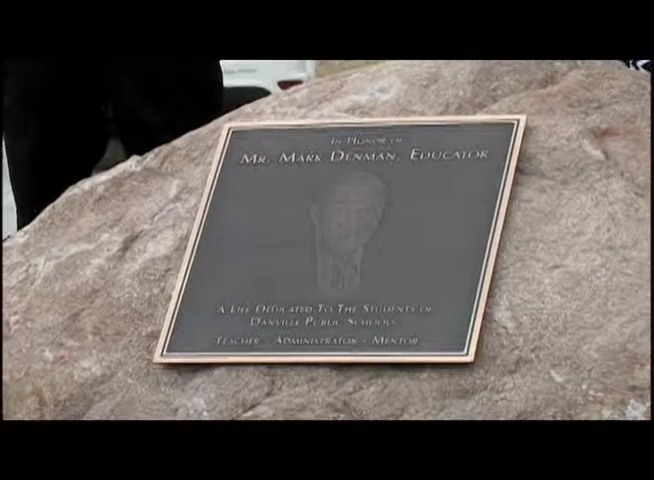 In Honor of
Mr. Mark Denman, Educator
A Life Dedicated To The Students of
Danville Public Schools
Teacher - Administrator - Mentor